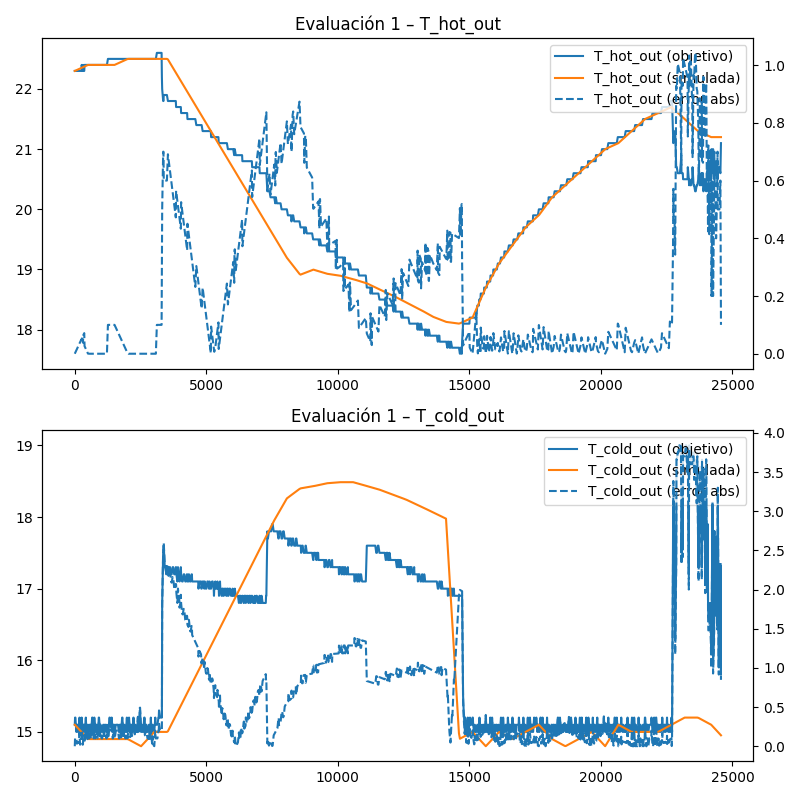 Evaluación 1 – T_hot_out
T_hot_out (objetivo)
T_hot_out (simulada)
T_hot_out (error abs)
22
21
20
19
18
1.0
0.8
0.6
0.4
0.2
0.0
0 5000 10000 15000 20000 25000
Evaluación 1 – T_cold_out
T_cold_out (objetivo)
T_cold_out (simulada)
T_cold_out (error abs)
19
18
17
16
15
4.0
3.5
3.0
2.5
2.0
1.5
1.0
0.5
0.0
0 5000 10000 15000 20000 25000